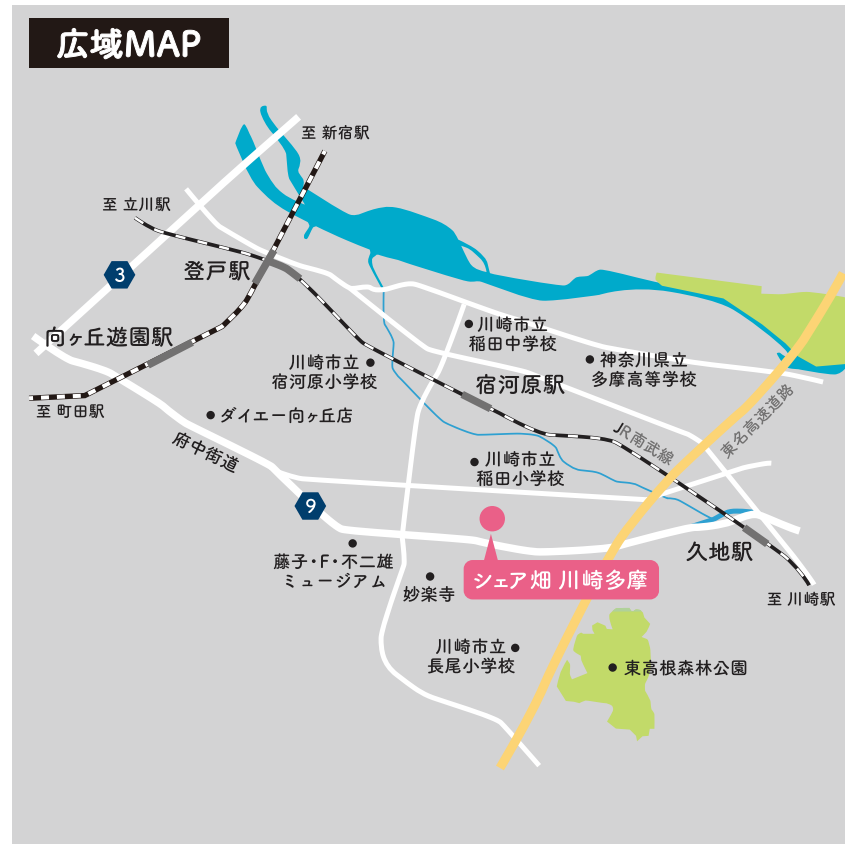 広域MAP
至 新宿駅
至 立川駅
登戸駅
3
向ヶ丘遊園駅
川崎市立
稲田中学校
川崎市立
宿河原小学校
神奈川県立
多摩高等学校
宿河原駅
至 町田駅
ダイエー向ヶ丘店
東名高速道路
JR南武線
府中街道
川崎市立
稲田小学校
9
久地駅
藤子・F・不二雄
ミュージアム
妙楽寺
シェア畑 川崎多摩
至 川崎駅
川崎市立
長尾小学校
東高根森林公園